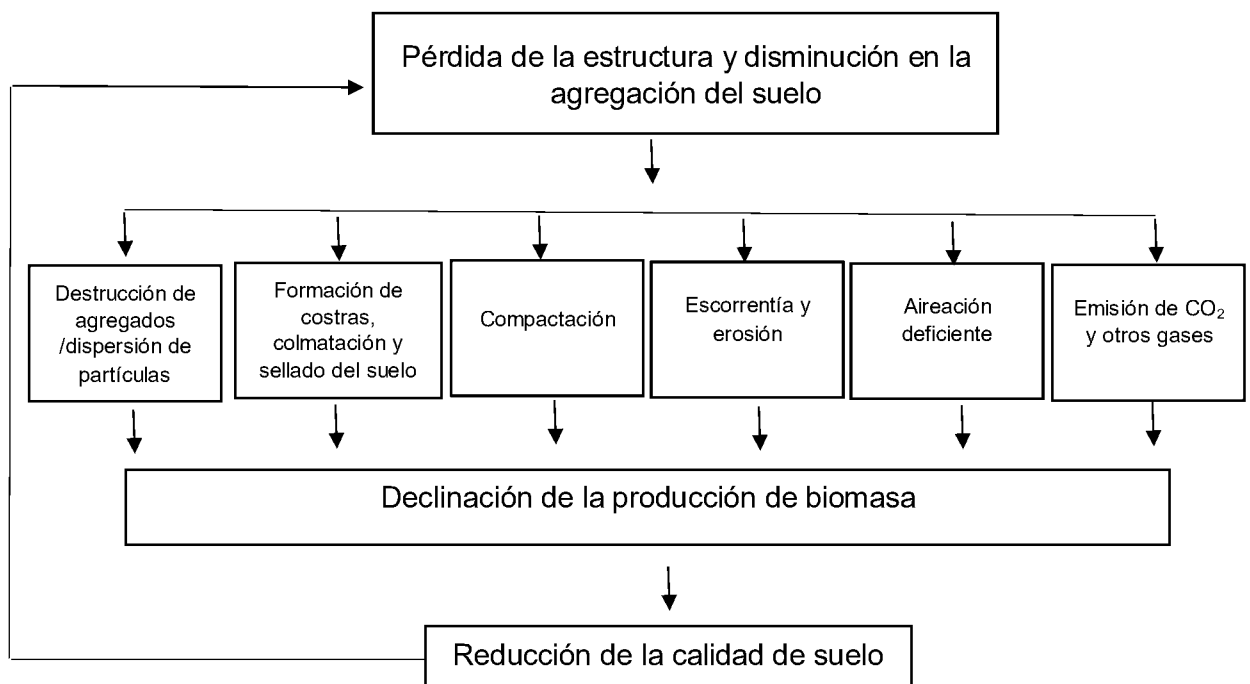 Pérdida de la estructura y disminución en la
agregación del suelo
Destrucción de
agregados
/dispersión de
partículas
Formación de
costras,
colmatación y
sellado del suelo
Compactación
Escorrentía y
erosión
Aireación
deficiente
Emisión de CO₂
y otros gases
Declinación de la producción de biomasa
Reducción de la calidad de suelo